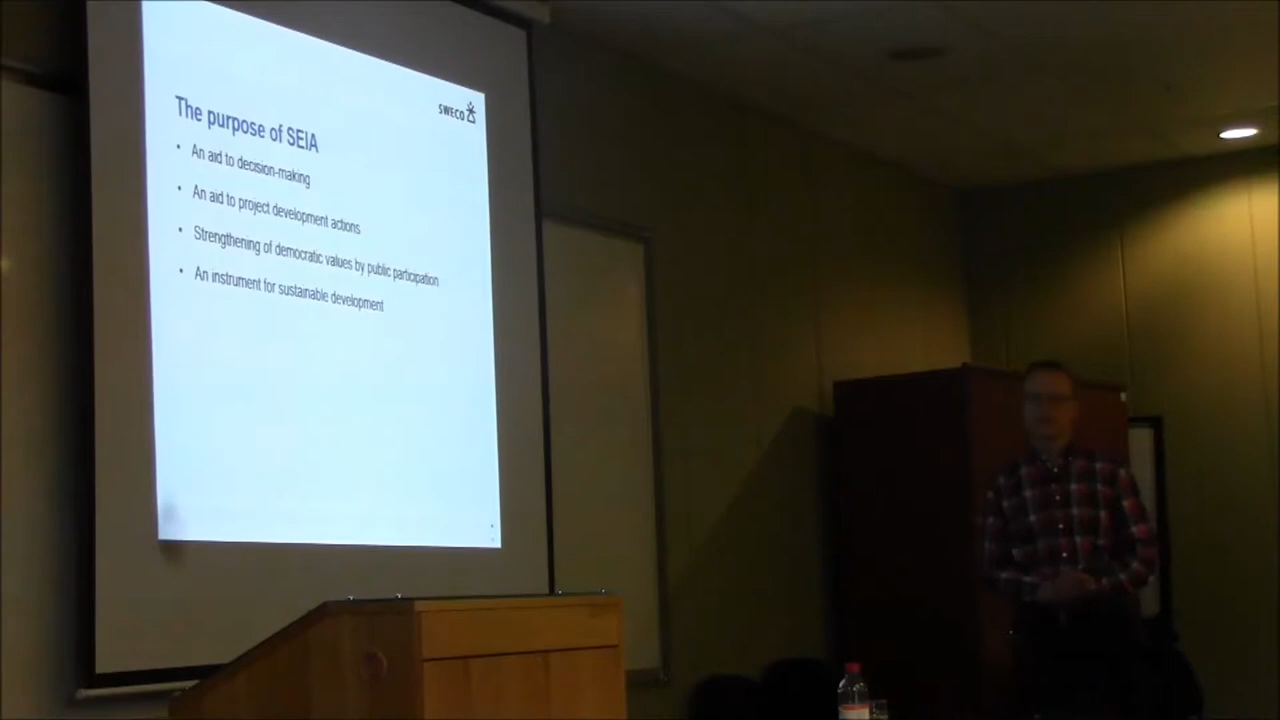 SWECO
The purpose of SEIA
• An aid to decision-making
• An aid to project development actions
• Strengthening of democratic values by public participation
• An instrument for sustainable development